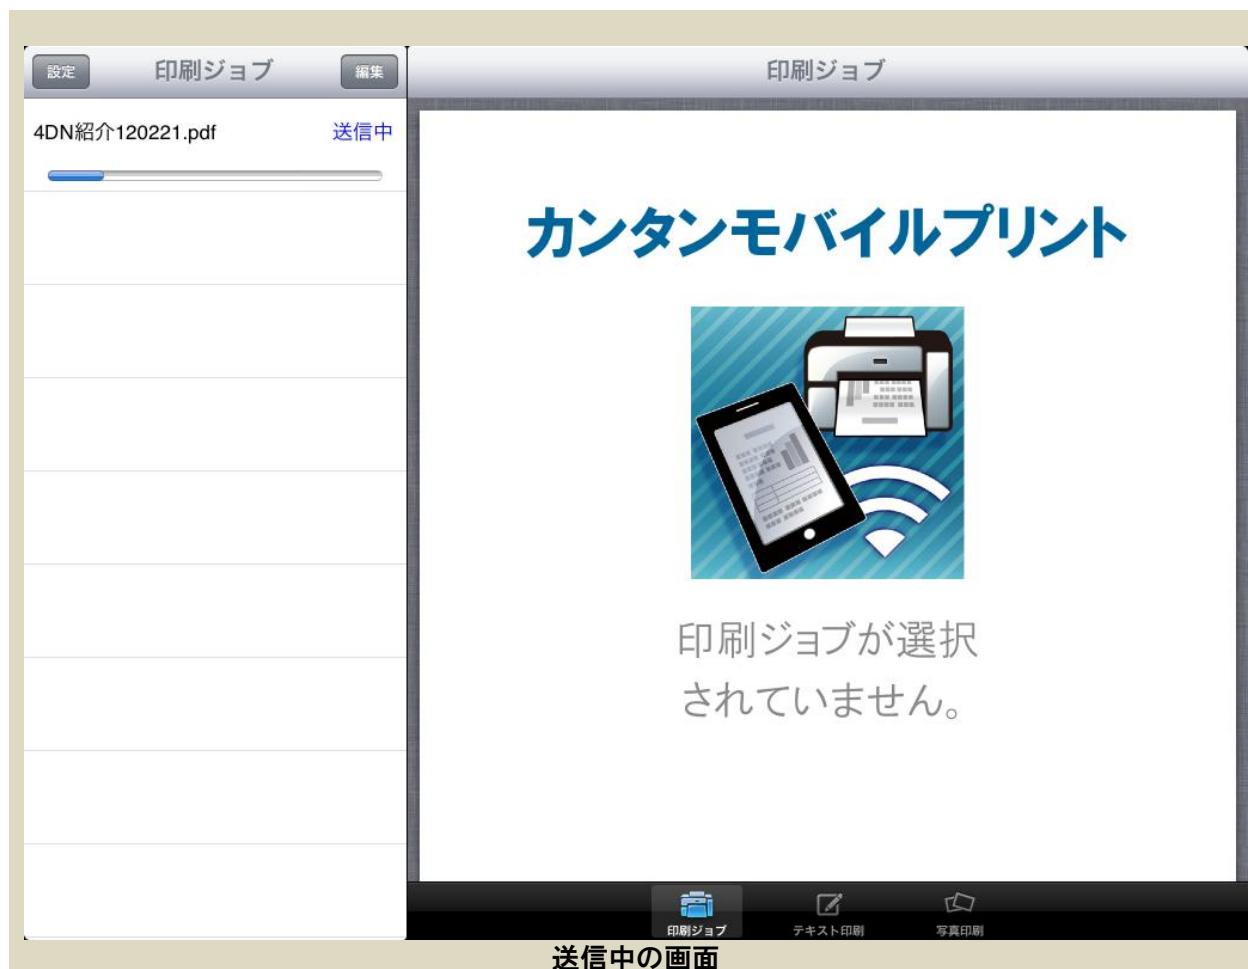 設定
印刷ジョブ
編集
印刷ジョブ
4DN紹介120221.pdf
送信中
カンタンモバイルプリント
印刷ジョブが選択
されていません。
印刷ジョブ
テキスト印刷
写真印刷
送信中の画面